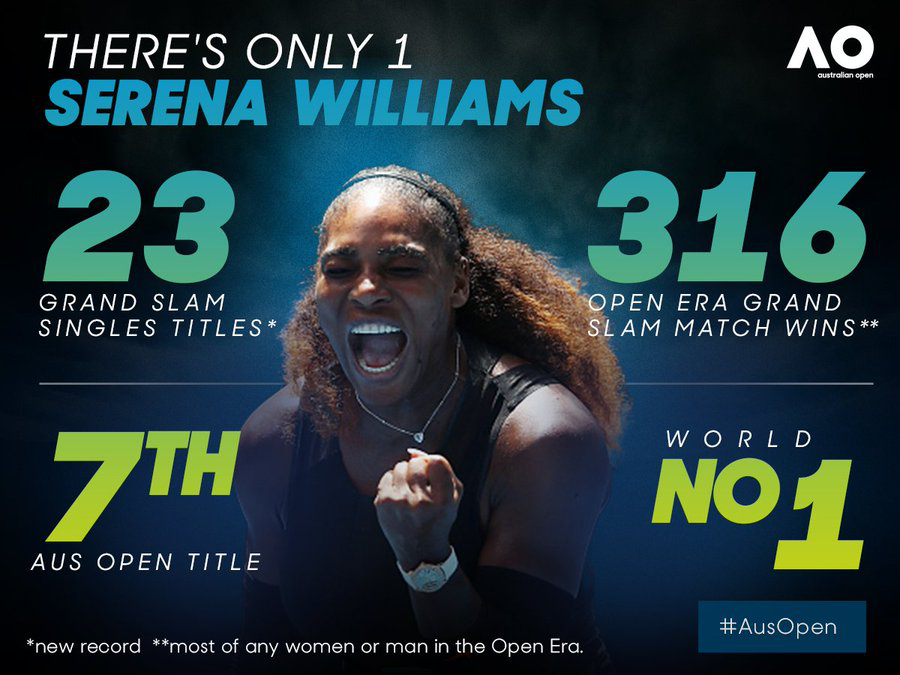 THERE'S ONLY 1
SERENA WILLIAMS
AO
australian open
23
GRAND SLAM
SINGLES TITLES*
316
OPEN ERA GRAND
SLAM MATCH WINS**
7TH
AUS OPEN TITLE
WORLD
NO1
#AusOpen
*new record **most of any women or man in the Open Era.